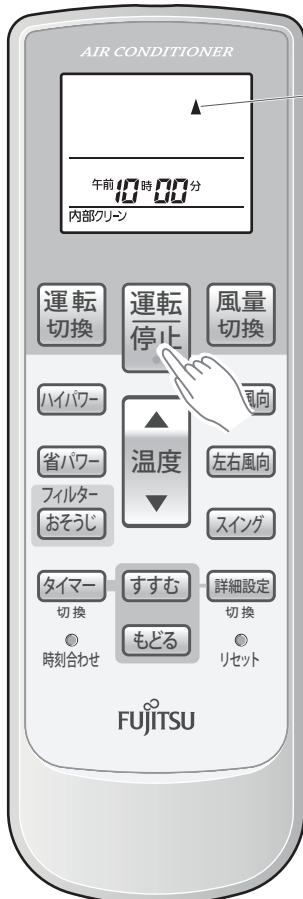 AIR CONDITIONER
▲
午前10時00分
内部クリーン
運転切換
運転停止
風量切換
ハイパワー
風向
▲
温度
▼
省パワー
左右風向
フィルター
おそうじ
スイング
タイマー
切換
すすむ
詳細設定
切換
時刻合わせ
もどる
リセット
FUJITSU